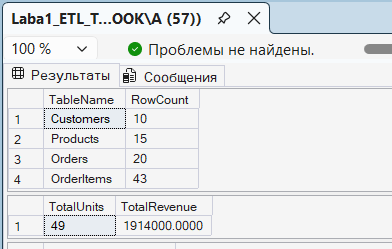 Laba1_ETL_T...OOK\A (57))
100 %
Проблемы не найдены.
Результаты
Сообщения
TableName RowCount
1 Customers 10
2 Products 15
3 Orders 20
4 OrderItems 43
TotalUnits TotalRevenue
1 49 1914000.0000